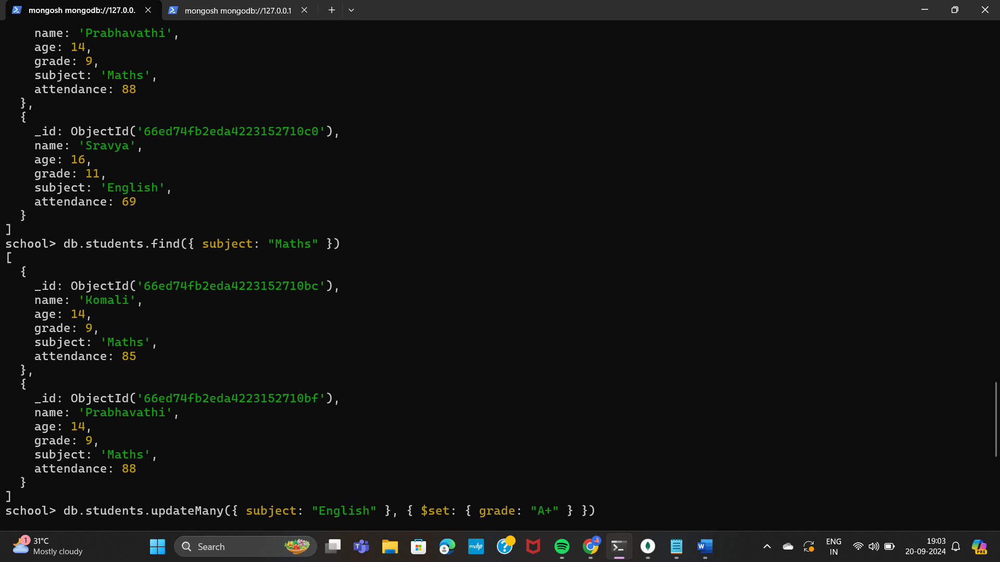 mongosh mongodb://127.0.0.
mongosh mongodb://127.0.0.1
name: 'Prabhavathi',
age: 14,
grade: 9,
subject: 'Maths',
attendance: 88
},
{
_id: ObjectId('66ed74fb2eda4223152710c0'),
name: 'Sravya',
age: 16,
grade: 11,
subject: 'English',
attendance: 69
}
]
school> db.students.find({ subject: "Maths" })
[
{
_id: ObjectId('66ed74fb2eda4223152710bc'),
name: 'Komali',
age: 14,
grade: 9,
subject: 'Maths',
attendance: 85
},
{
_id: ObjectId('66ed74fb2eda4223152710bf'),
name: 'Prabhavathi',
age: 14,
grade: 9,
subject: 'Maths',
attendance: 88
}
]
school> db.students.updateMany({ subject: "English" }, { $set: { grade: "A+" } })
1
31°C
Mostly cloudy
Search
myhp
ENG
IN
19:03
20-09-2024
PRE